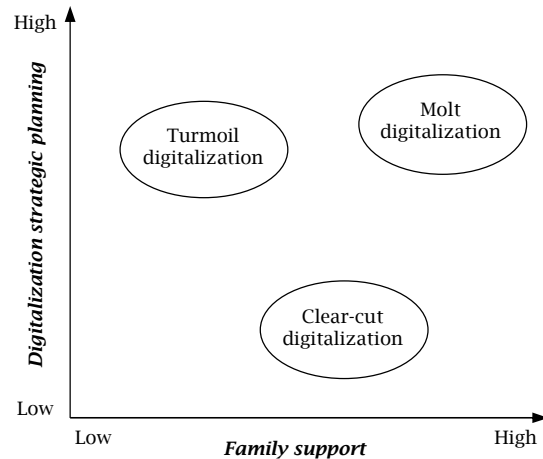 High
Molt
digitalization
Turmoil
digitalization
Digitalization strategic planning
Clear-cut
digitalization
Low
Low
High
Family support